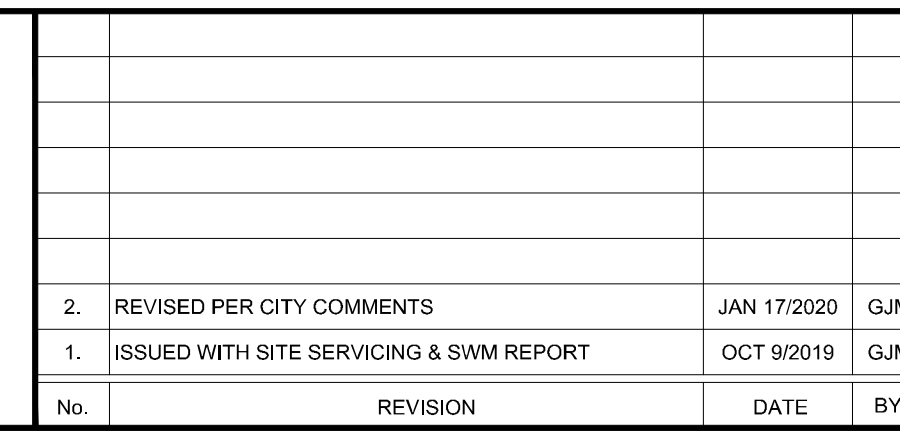 2. REVISED PER CITY COMMENTS JAN 17/2020
1. ISSUED WITH SITE SERVICING & SWM REPORT OCT 9/2019
No. REVISION DATE BY